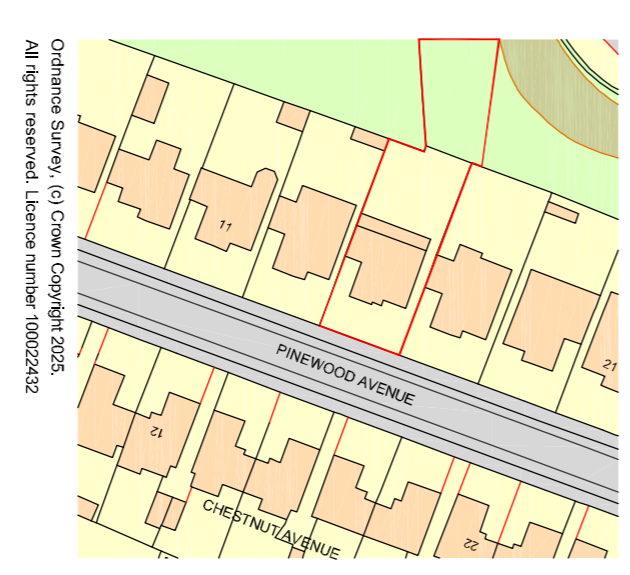 Ordnance Survey, (c) Crown Copyright 2025.
All rights reserved. Licence number 100022432
11
21
PINEWOOD AVENUE
12
CHESTNUT AVENUE
22